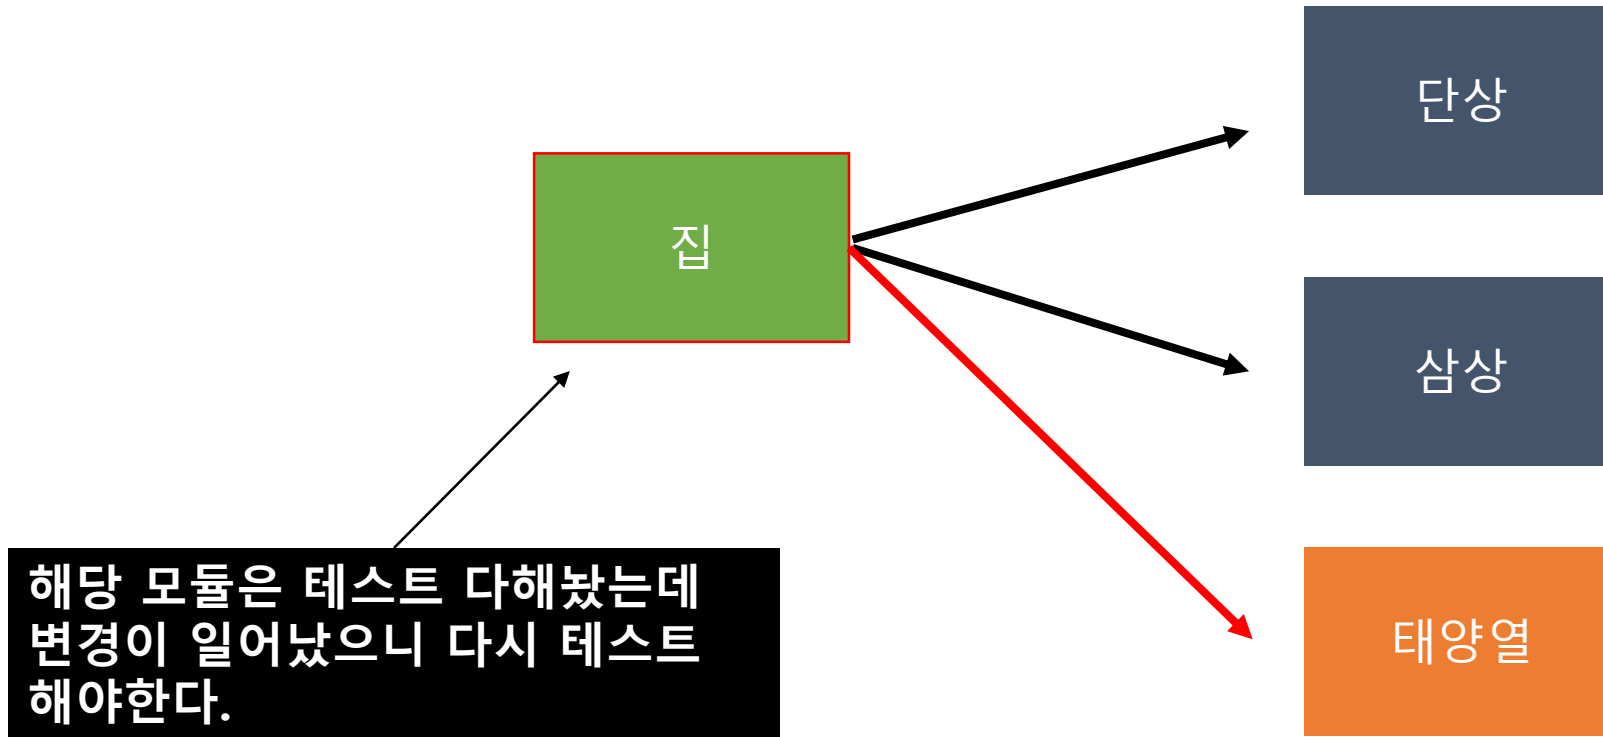 단상
집
삼상
해당 모듈은 테스트 다해놨는데
변경이 일어났으니 다시 테스트
해야한다.
태양열